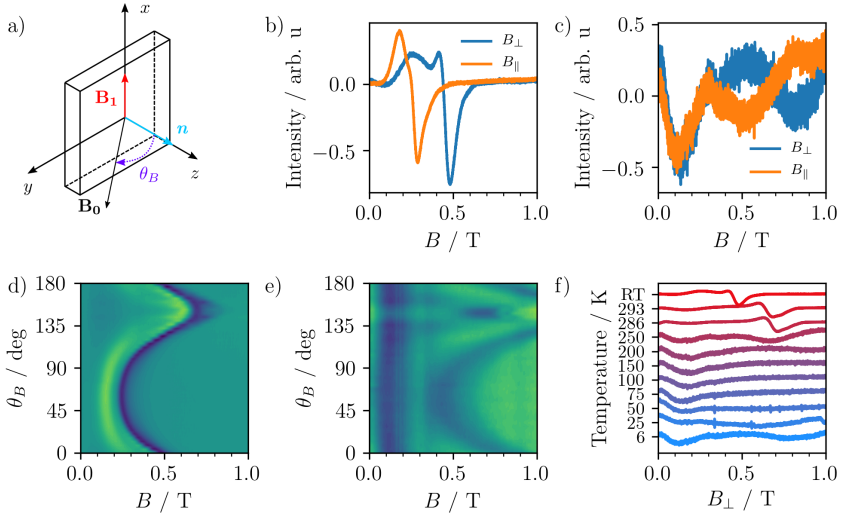 a)
x
B₁
n
y
z
θ_B
B₀
b)
Intensity / arb. u
0.0
−0.5
B⊥
B∥
0.0
0.5
1.0
B / T
c)
Intensity / arb. u
0.5
0.0
−0.5
B⊥
B∥
0.0
0.5
1.0
B / T
d)
θ_B / deg
180
135
90
45
0
0.0
0.5
1.0
B / T
e)
θ_B / deg
180
135
90
45
0
0.0
0.5
1.0
B / T
f)
Temperature / K
RT
293
286
250
200
150
100
75
50
25
6
0.0
0.5
1.0
B⊥ / T